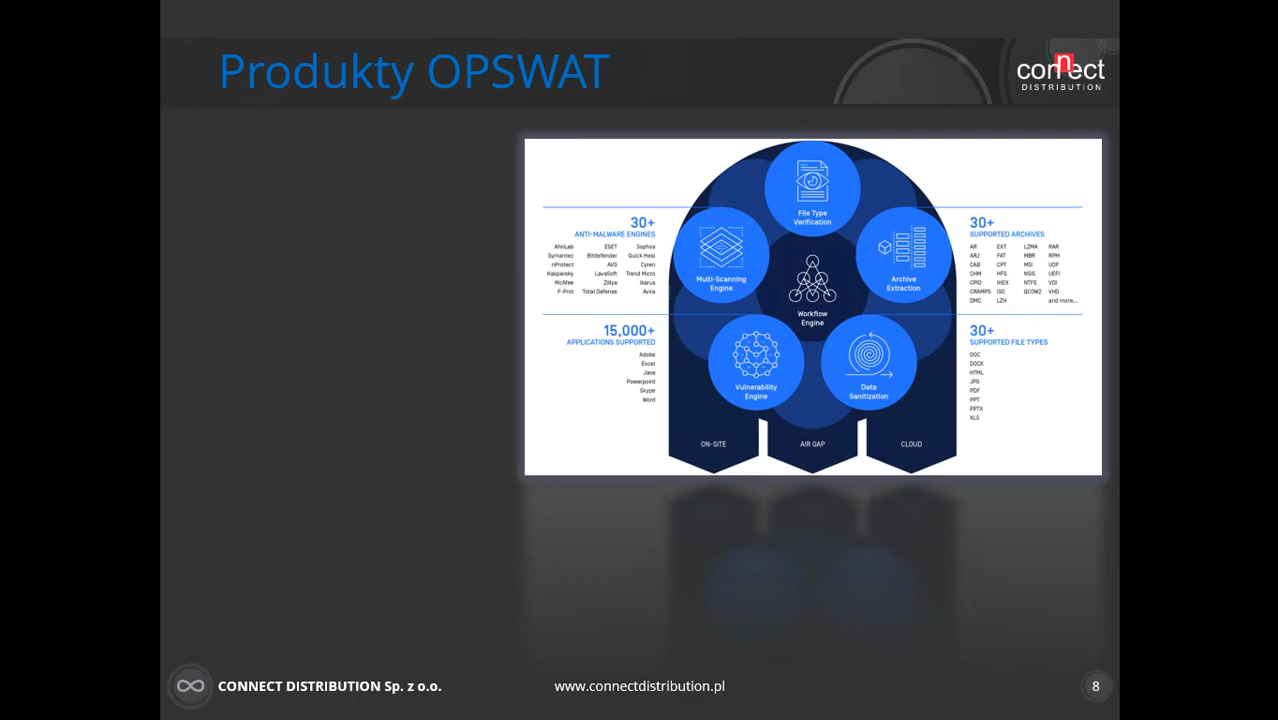 Produkty OPSWAT
connect
DISTRIBUTION
File Type
Verification
30+
ANTI-MALWARE ENGINES
AhnLab ESET Sophos
Symantec Bitdefender Quick Heal
nProtect AVG Cyren
Kaspersky LavaSoft Trend Micro
McAfee Zillya Ikarus
F-Prot Total Defense Avira
Multi-Scanning
Engine
Archive
Extraction
30+
SUPPORTED ARCHIVES
AR EXT LZMA RAR
ARJ FAT MBR RPM
CAB CPT MSI UDF
CHM HFS NSIS UEFI
CPIO IHEX NTFS VDI
CRAMPS ISO QCOW2 VHD
DMC LZH and more...
Workflow
Engine
15,000+
APPLICATIONS SUPPORTED
Adobe
Excel
Java
Powerpoint
Skype
Word
Vulnerability
Engine
Data
Sanitization
30+
SUPPORTED FILE TYPES
DOC
DOCX
HTML
JPG
PDF
PPT
PPTX
XLS
ON-SITE
AIR GAP
CLOUD
CONNECT DISTRIBUTION Sp. z o.o.
www.connectdistribution.pl
8